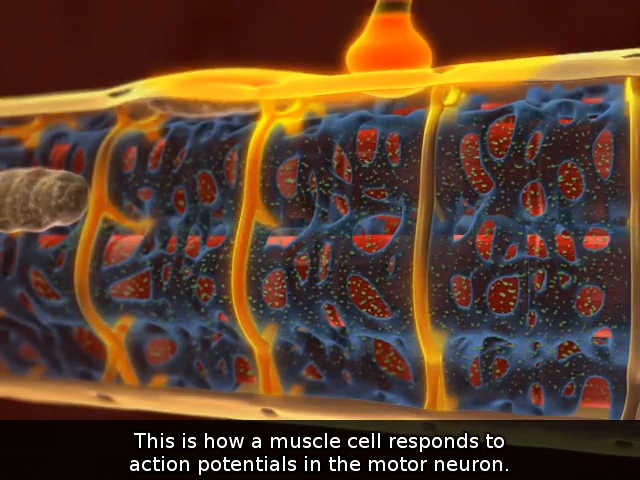 This is how a muscle cell responds to
action potentials in the motor neuron.